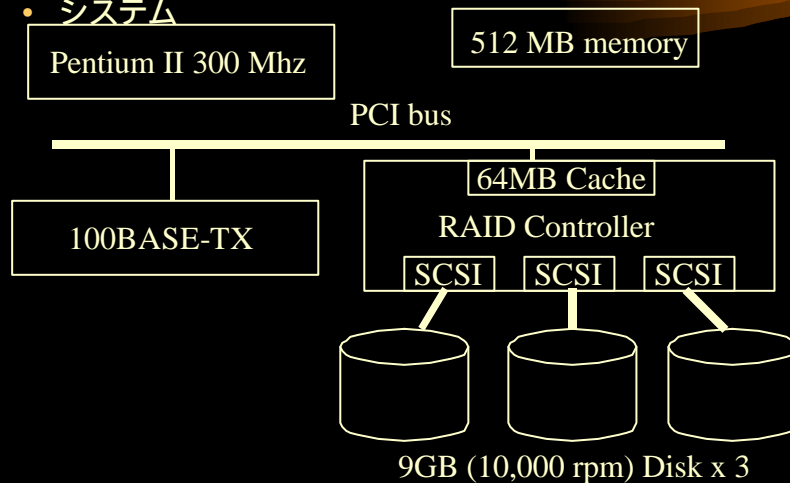 • システム
Pentium II 300 Mhz
512 MB memory
PCI bus
64MB Cache
100BASE-TX
RAID Controller
SCSI SCSI SCSI
9GB (10,000 rpm) Disk x 3